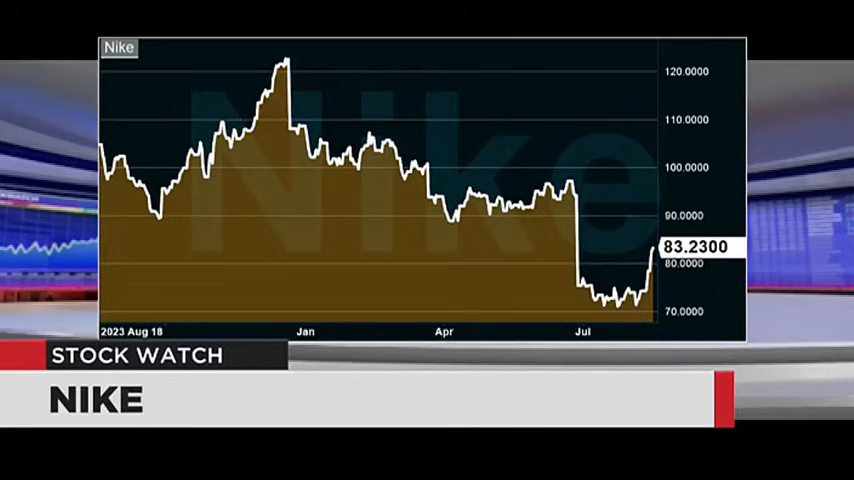 Nike
Nike
120.0000
110.0000
100.0000
90.0000
83.2300
80.0000
70.0000
2023 Aug 18
Jan
Apr
Jul
STOCK WATCH
NIKE